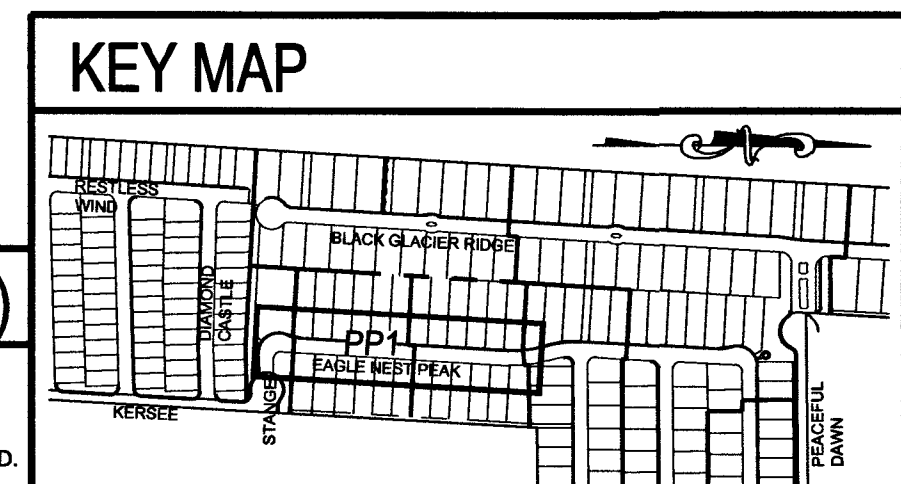 KEY MAP
RESTLESS
WIND
BLACK GLACIER RIDGE
DIAMOND
CASTLE
PP1
EAGLE NEST PEAK
KERSEE
STANGE
PEACEFUL
DAWN
D.